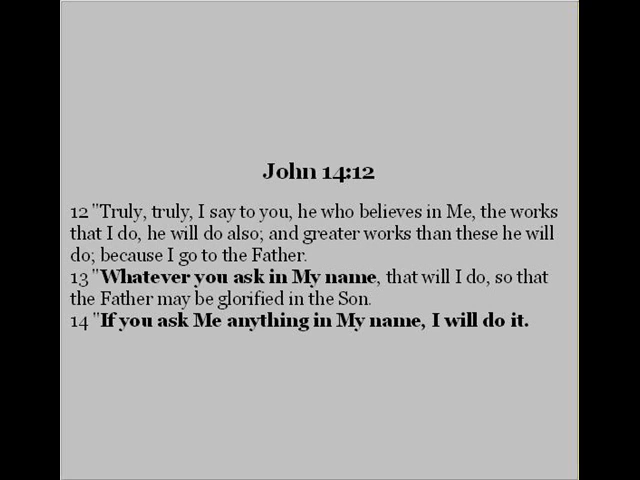 John 14:12
12 "Truly, truly, I say to you, he who believes in Me, the works
that I do, he will do also; and greater works than these he will
do; because I go to the Father.
13 "Whatever you ask in My name, that will I do, so that
the Father may be glorified in the Son.
14 "If you ask Me anything in My name, I will do it.